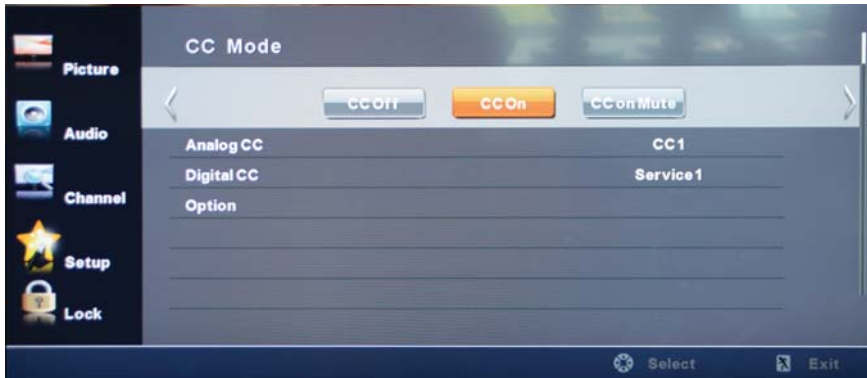 CC Mode
Picture
CC Off CC On CC on Mute
Audio
Analog CC CC1
Digital CC Service1
Channel
Option
Setup
Lock
Select Exit